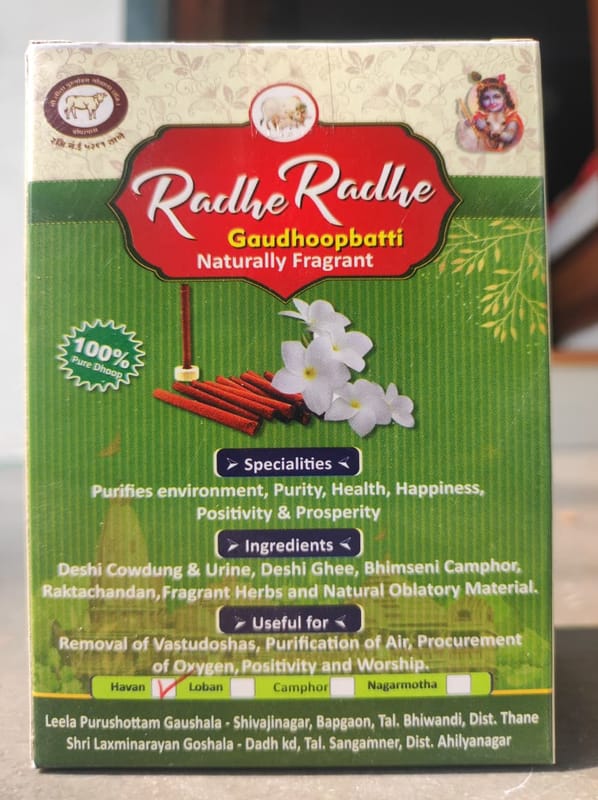 Radhe Radhe
Gaudhoopbatti
Naturally Fragrant
100%
Pure Dhoop
Specialities
Purifies environment, Purity, Health, Happiness,
Positivity & Prosperity
Ingredients
Deshi Cowdung & Urine, Deshi Ghee, Bhimseni Camphor,
Raktachandan, Fragrant Herbs and Natural Oblatory Material.
Useful for
Removal of Vastudoshas, Purification of Air, Procurement
of Oxygen, Positivity and Worship.
Havan Loban Camphor Nagarmotha
Leela Purushottam Gaushala - Shivajinagar, Bapgaon, Tal. Bhiwandi, Dist. Thane
Shri Laxminarayan Goshala - Dadh kd, Tal. Sangamner, Dist. Ahilyanagar